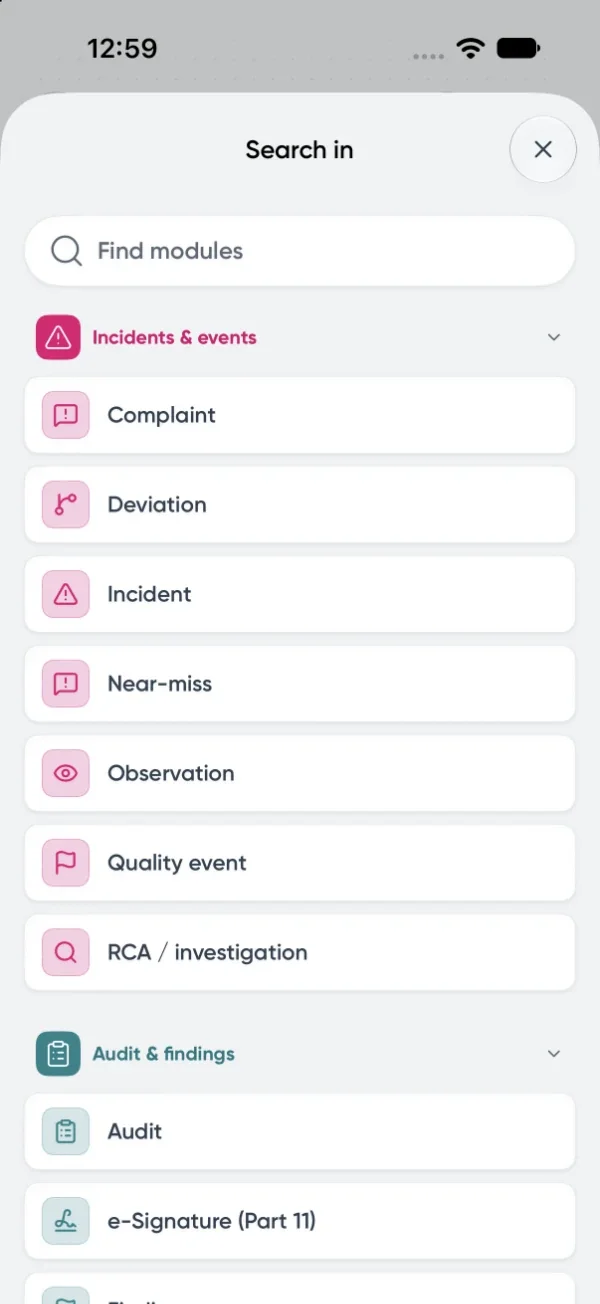 12:59
Search in
Find modules
Incidents & events
Complaint
Deviation
Incident
Near-miss
Observation
Quality event
RCA / investigation
Audit & findings
Audit
e-Signature (Part 11)